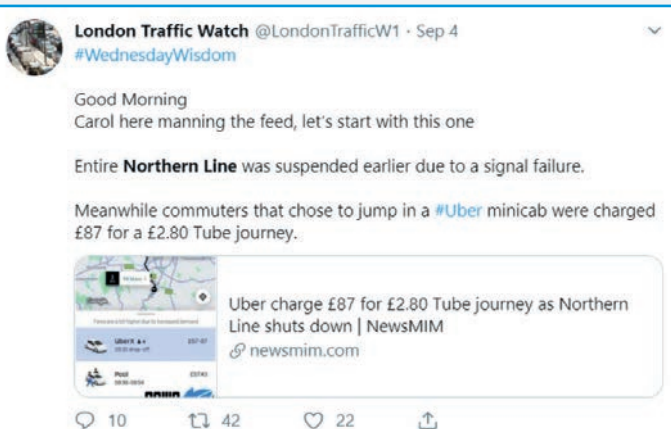 London Traffic Watch @LondonTrafficW1 · Sep 4
#WednesdayWisdom
Good Morning
Carol here manning the feed, let's start with this one
Entire Northern Line was suspended earlier due to a signal failure.
Meanwhile commuters that chose to jump in a #Uber minicab were charged
£87 for a £2.80 Tube journey.
Uber charge £87 for £2.80 Tube journey as Northern
Line shuts down | NewsMIM
newsmim.com
UberX
Pool
10 42 22